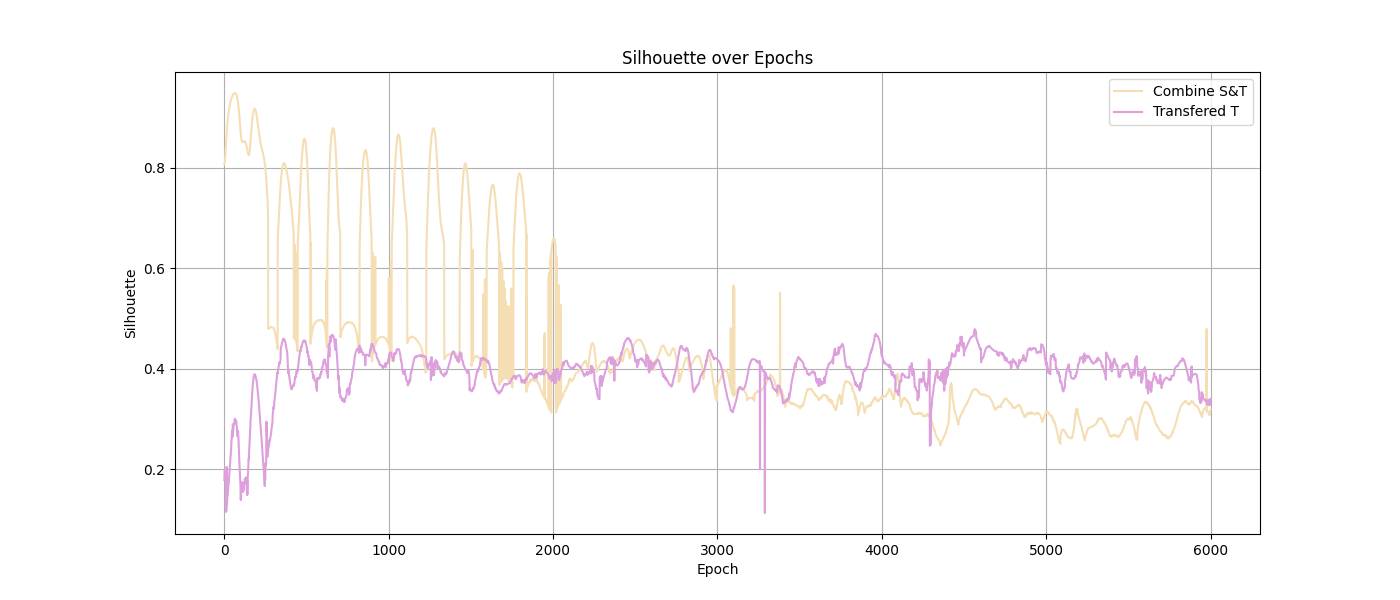 Silhouette over Epochs
Combine S&T
Transfered T
Silhouette
0.8
0.6
0.4
0.2
0 1000 2000 3000 4000 5000 6000
Epoch